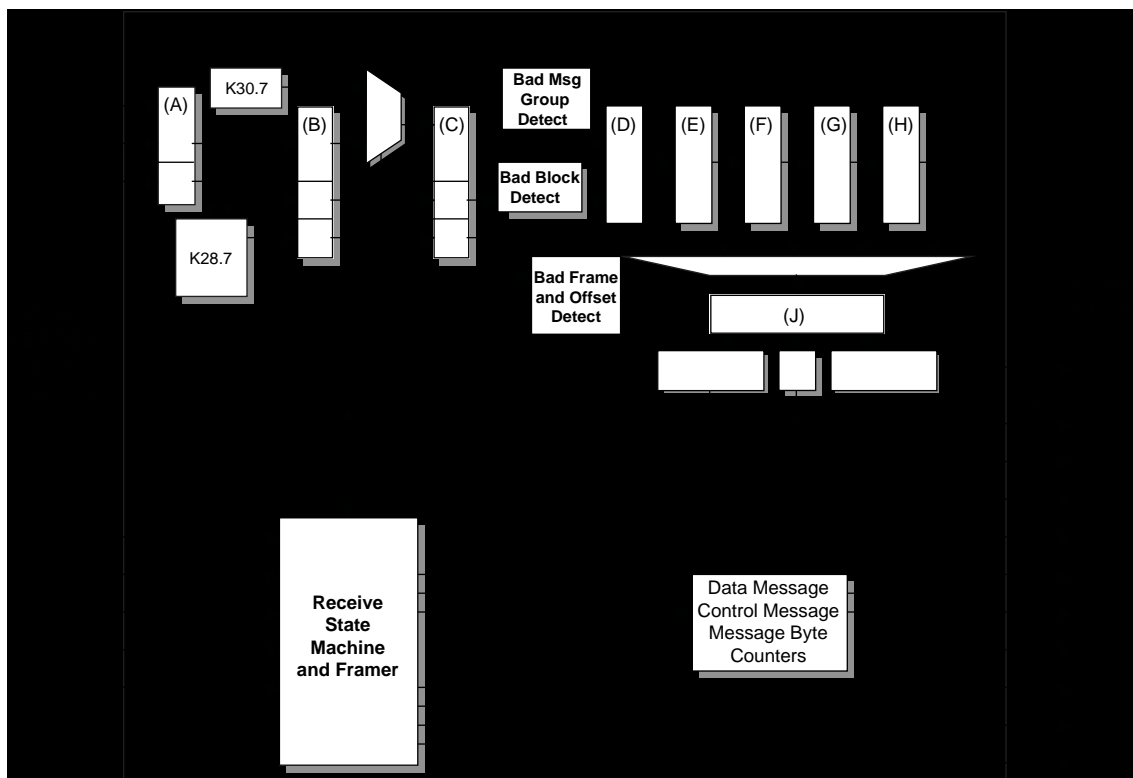 K30.7
(A)
(B)
(C)
Bad Msg
Group
Detect
(D)
(E)
(F)
(G)
(H)
Bad Block
Detect
K28.7
Bad Frame
and Offset
Detect
(J)
Receive
State
Machine
and Framer
Data Message
Control Message
Message Byte
Counters